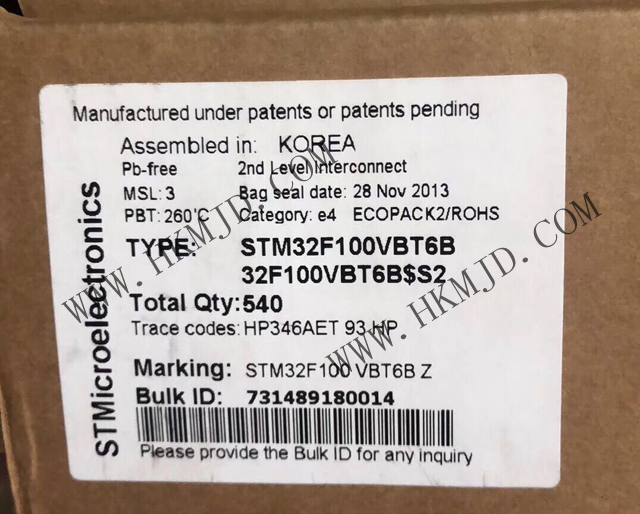 Manufactured under patents or patents pending
Assembled in: KOREA
Pb-free 2nd Level Interconnect
MSL: 3 Bag seal date: 28 Nov 2013
PBT: 260°C Category: e4 ECOPACK2/ROHS
TYPE: STM32F100VBT6B
32F100VBT6B$S2
Total Qty:540
Trace codes: HP346AET 93 HP
Marking: STM32F100 VBT6B Z
Bulk ID: 731489180014
Please provide the Bulk ID for any inquiry
STMicroelectronics
WWW.HKMJD.COM
WWW.HKMJD.COM